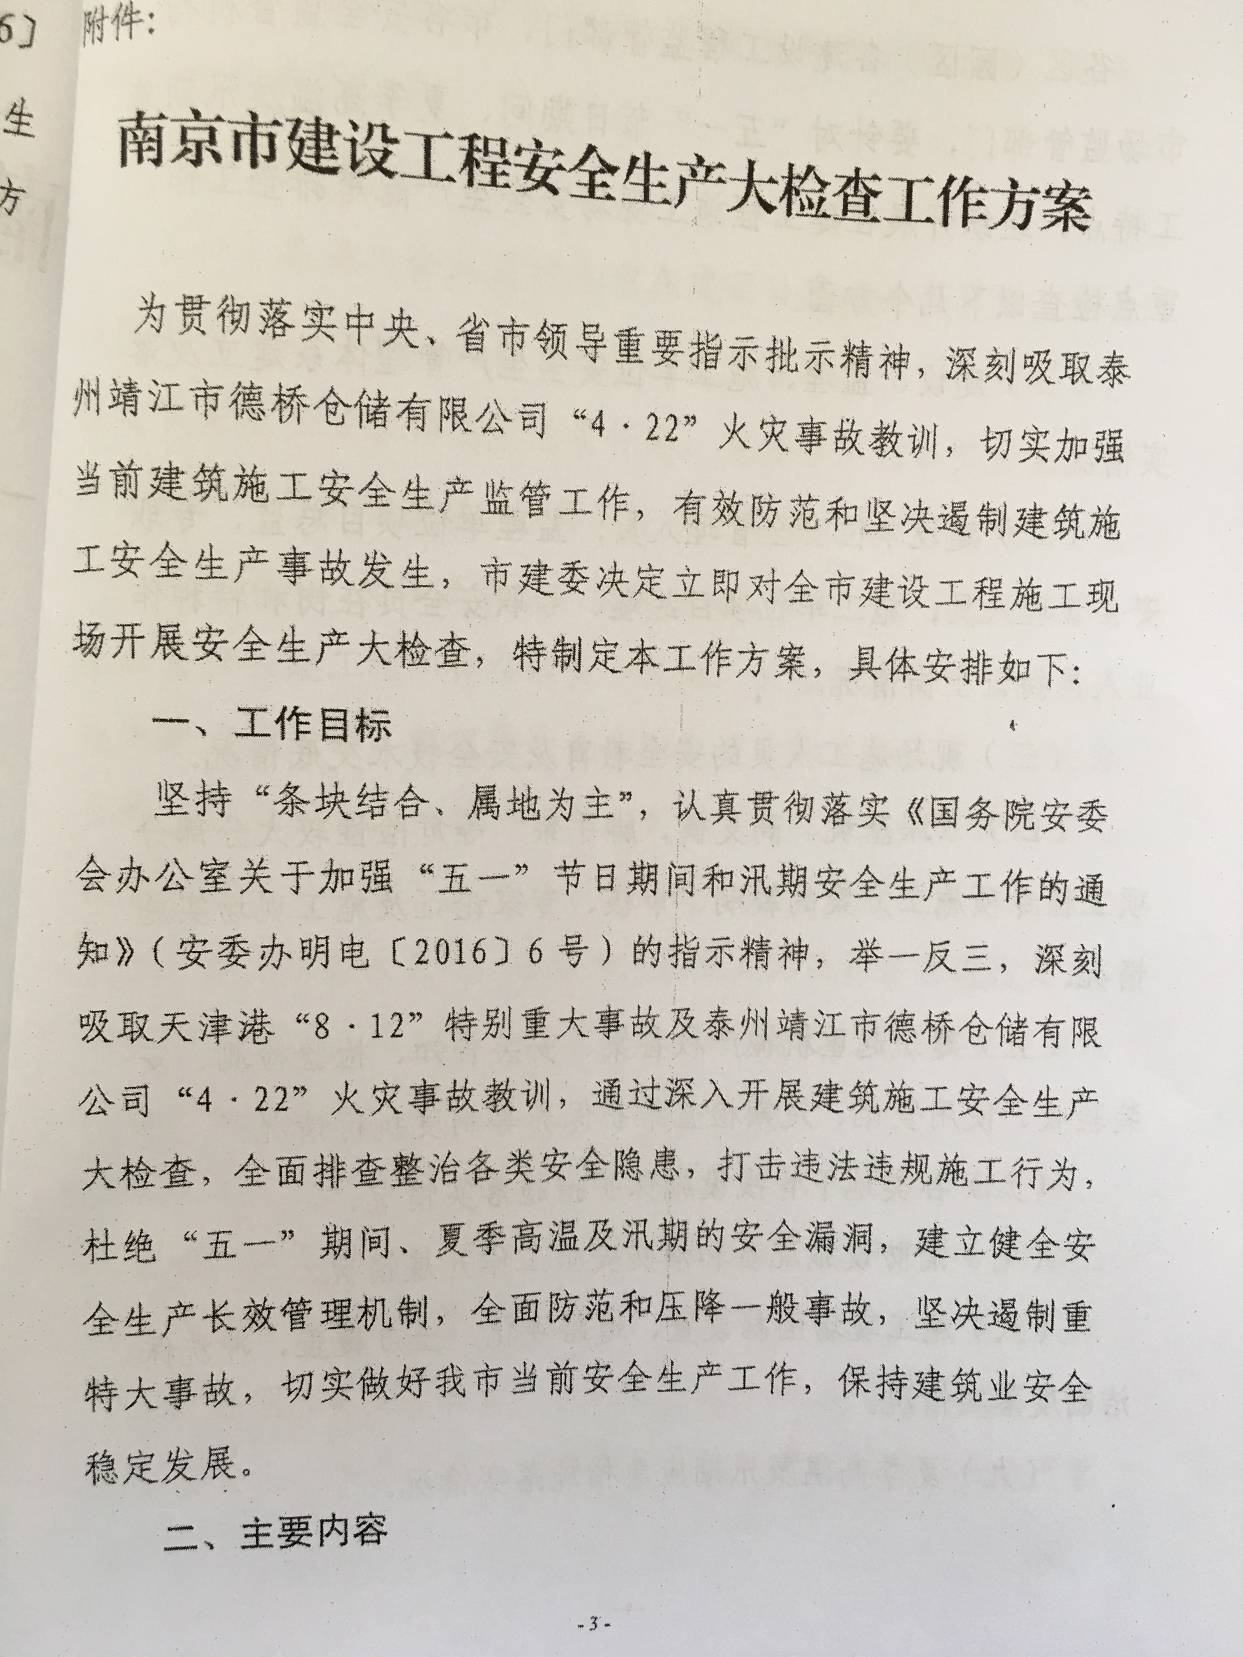 附件：
南京市建设工程安全生产大检查工作方案
为贯彻落实中央、省市领导重要指示批示精神，深刻吸取泰
州靖江市德桥仓储有限公司“4·22”火灾事故教训，切实加强
当前建筑施工安全生产监管工作，有效防范和坚决遏制建筑施
工安全生产事故发生，市建委决定立即对全市建设工程施工现
场开展安全生产大检查，特制定本工作方案，具体安排如下：
一、工作目标
坚持“条块结合、属地为主”，认真贯彻落实《国务院安委
会办公室关于加强“五一”节日期间和汛期安全生产工作的通
知》（安委办明电〔2016〕6号）的指示精神，举一反三，深刻
吸取天津港“8·12”特别重大事故及泰州靖江市德桥仓储有限
公司“4·22”火灾事故教训，通过深入开展建筑施工安全生产
大检查，全面排查整治各类安全隐患，打击违法违规施工行为，
杜绝“五一”期间、夏季高温及汛期的安全漏洞，建立健全安
全生产长效管理机制，全面防范和压降一般事故，坚决遏制重
特大事故，切实做好我市当前安全生产工作，保持建筑业安全
稳定发展。
二、主要内容
-3-
6〕
生
方